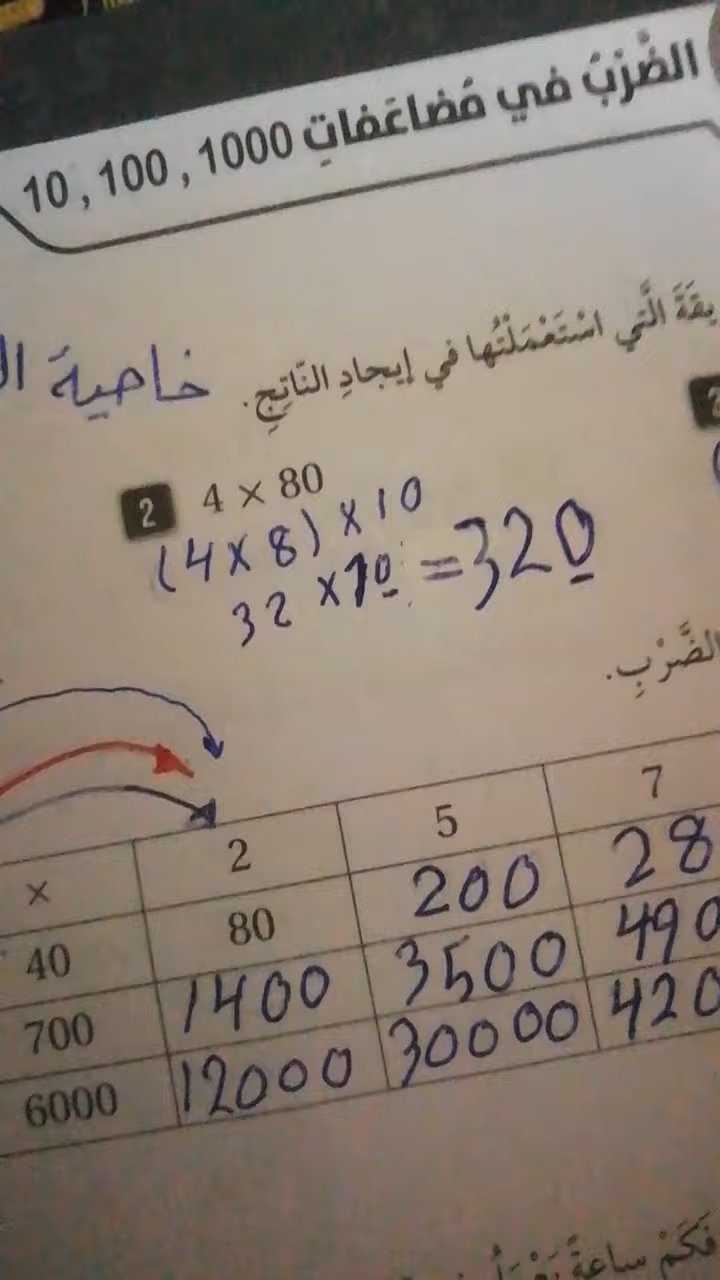 الضَّرْبُ في مُضاعَفاتِ 10 , 100 , 1000
الَّتي اسْتَعْمَلْتُها في إيجادِ النّاتِجِ. خاصية
2 4 × 80
(4 × 8) × 10
32 × 10 = 320
الضَّرْبِ.
× 2 5 7
40 80 200 28
700 1400 3500 490
6000 12000 30000 420
فَكَمْ ساعةً